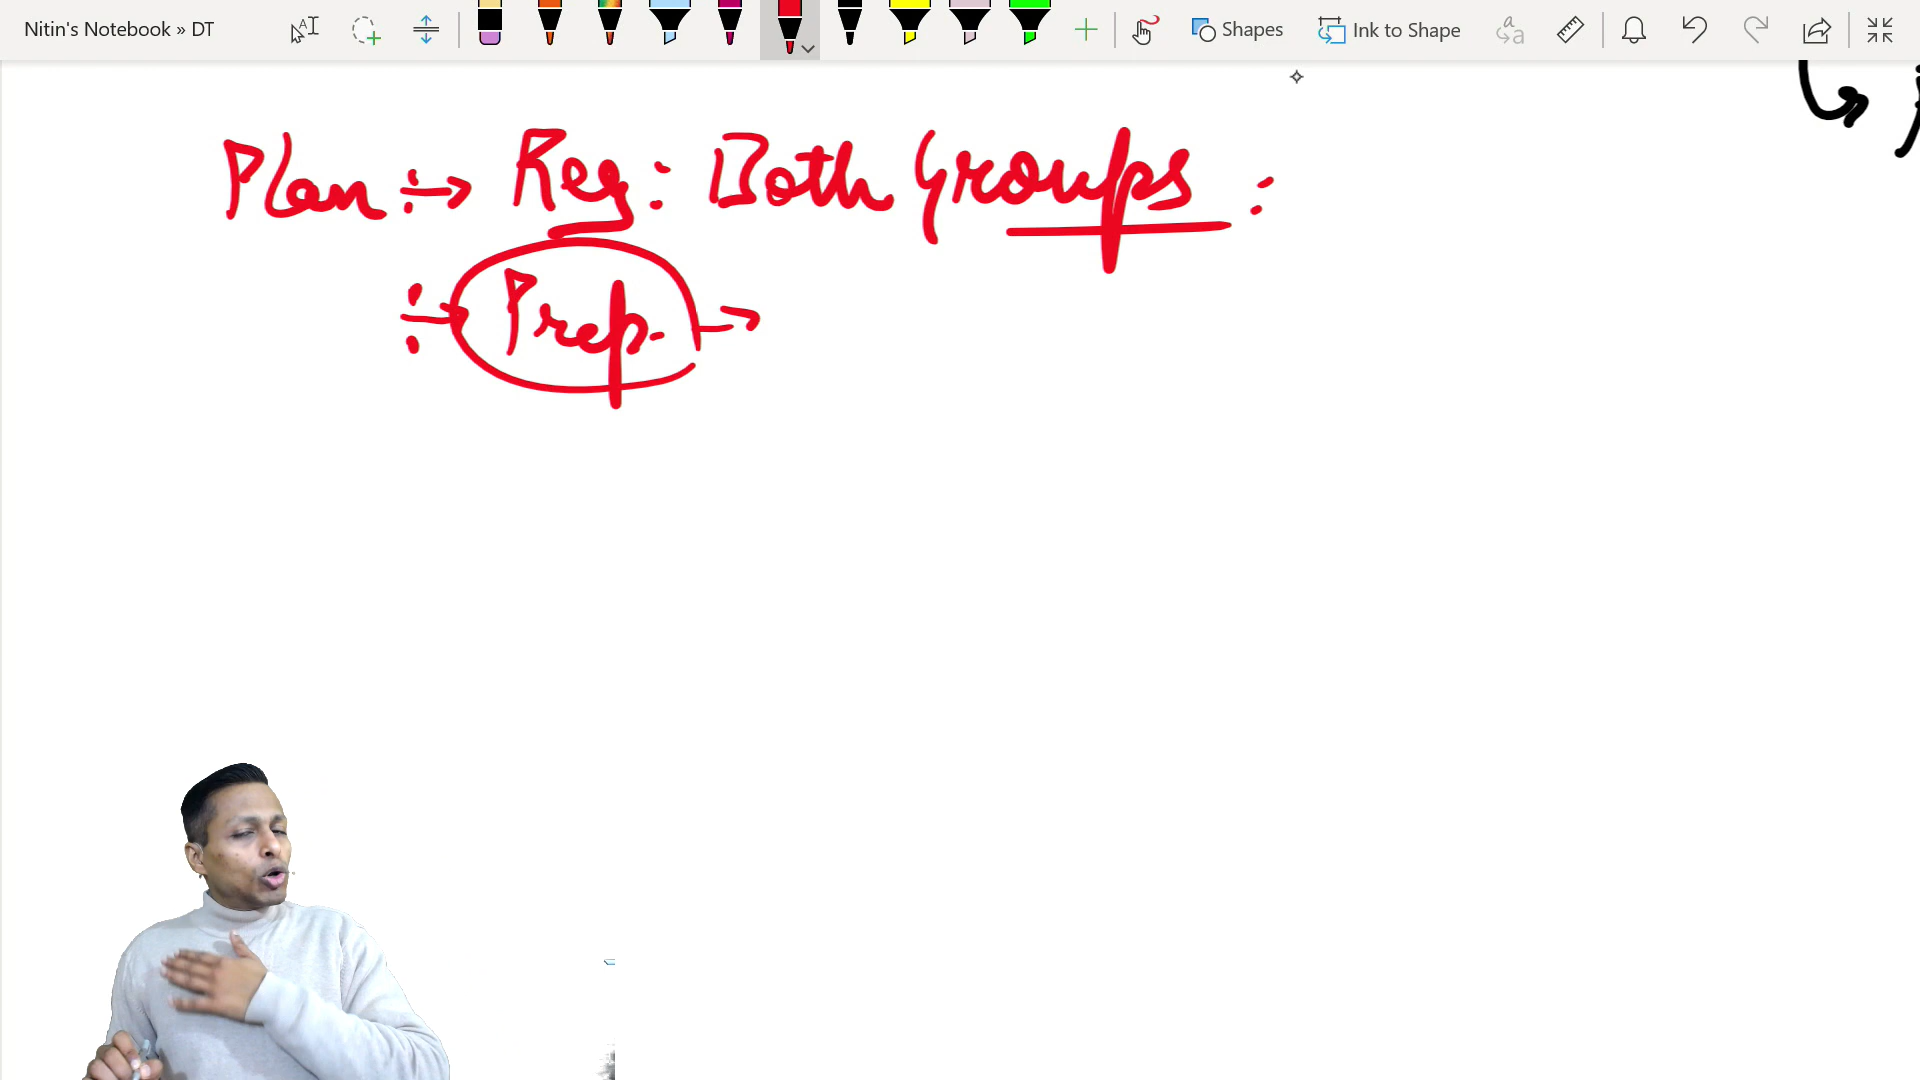 Nitin's Notebook » DT
Shapes
Ink to Shape
Plan ÷→ Reg: Both Groups :
÷→ Prep. →